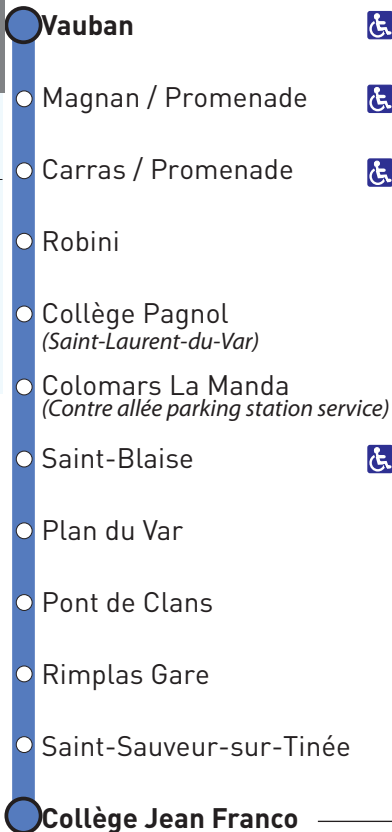 Vauban
Magnan / Promenade
Carras / Promenade
Robini
Collège Pagnol
(Saint-Laurent-du-Var)
Colomars La Manda
(Contre allée parking station service)
Saint-Blaise
Plan du Var
Pont de Clans
Rimplas Gare
Saint-Sauveur-sur-Tinée
Collège Jean Franco